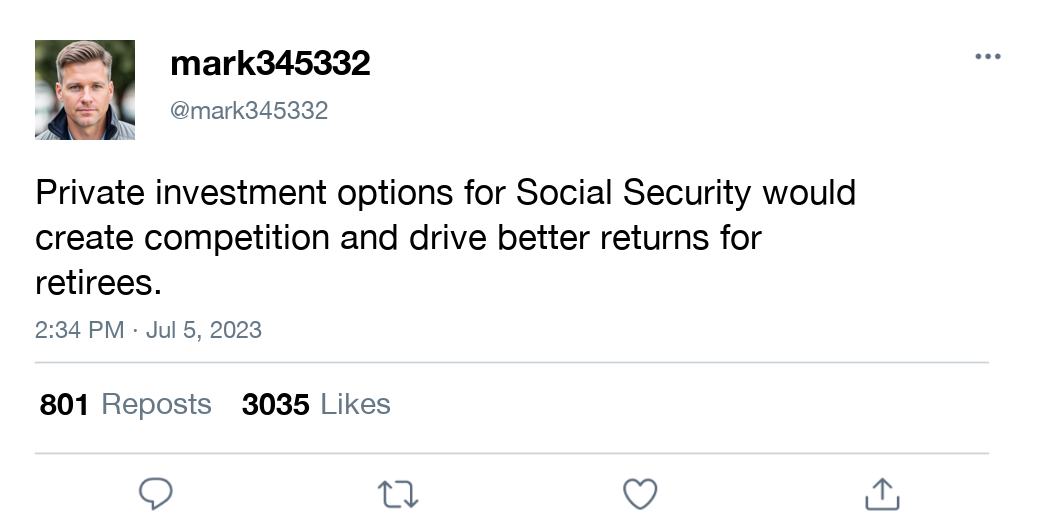 mark345332
@mark345332
Private investment options for Social Security would
create competition and drive better returns for
retirees.
2:34 PM · Jul 5, 2023
801 Reposts 3035 Likes